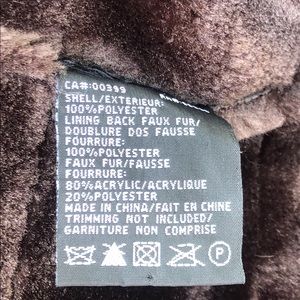 CA#:00399
SHELL/EXTERIEUR:
100%POLYESTER
LINING BACK FAUX FUR/
DOUBLURE DOS FAUSSE
FOURRURE:
100%POLYESTER
FAUX FUR/FAUSSE
FOURRURE:
80%ACRYLIC/ACRYLIQUE
20%POLYESTER
MADE IN CHINA/FAIT EN CHINE
TRIMMING NOT INCLUDED/
GARNITURE NON COMPRISE
P